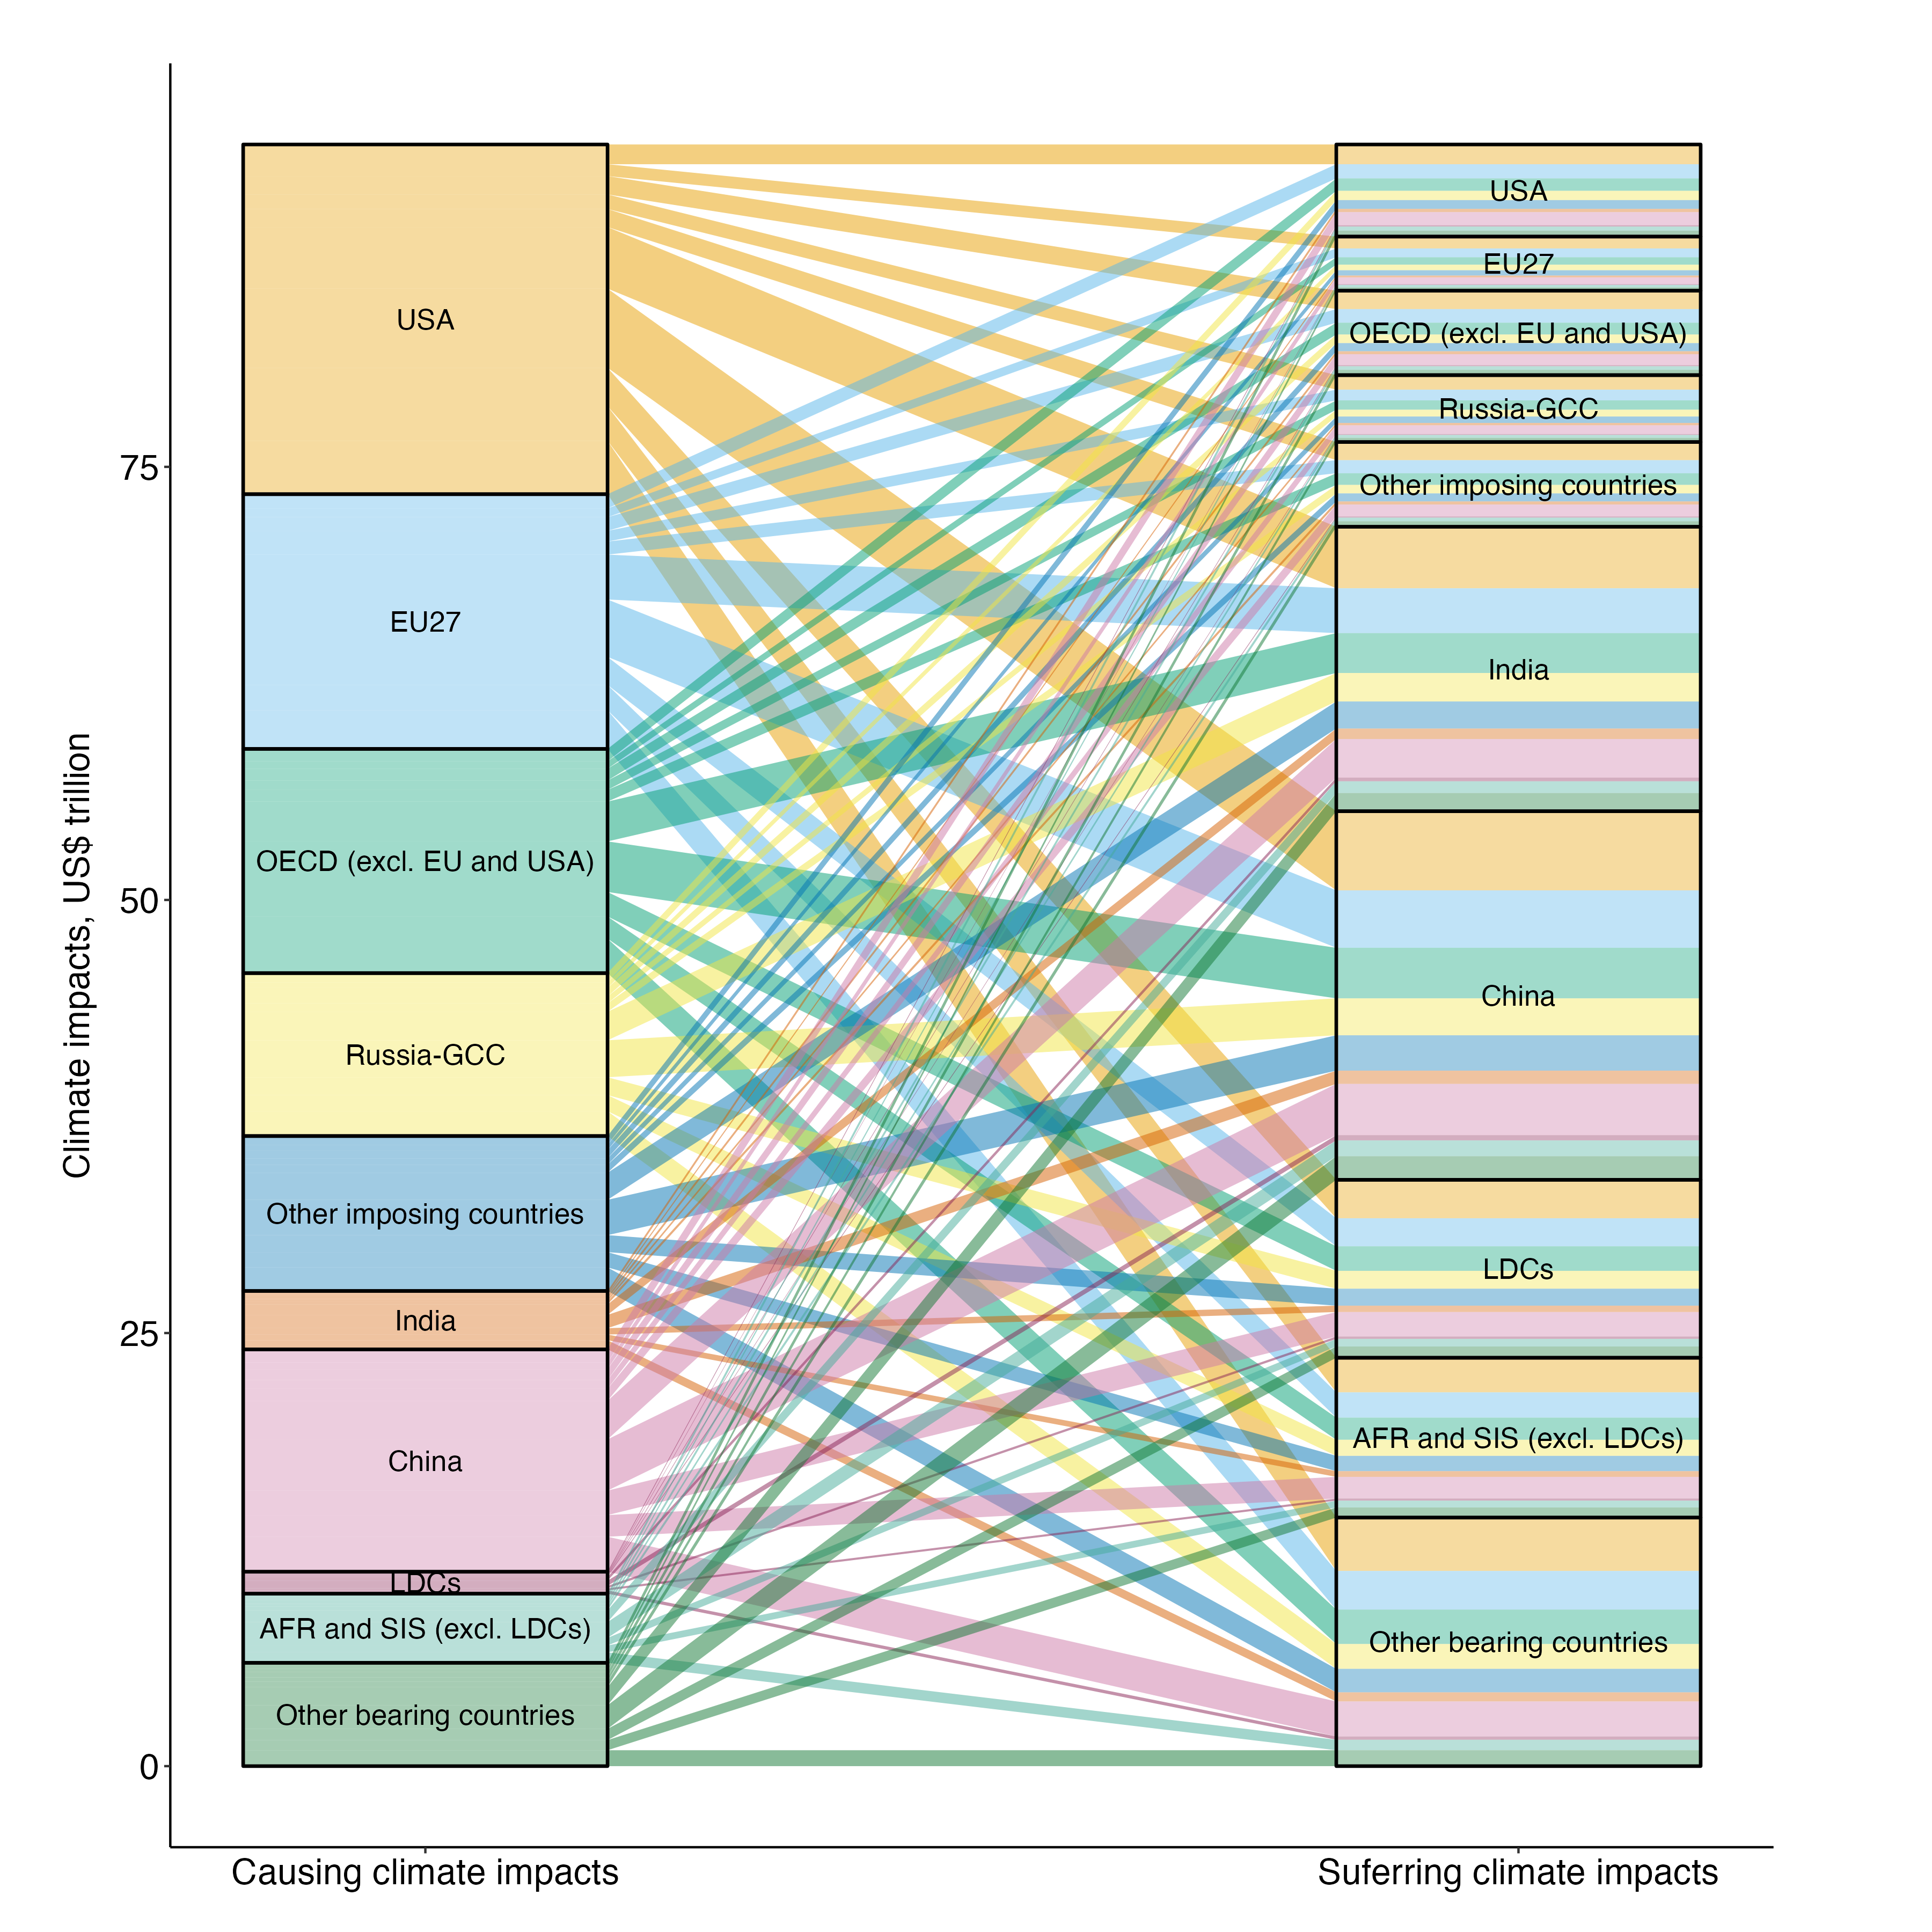 Climate impacts, US$ trillion
75
50
25
0
USA
EU27
OECD (excl. EU and USA)
Russia-GCC
Other imposing countries
India
China
LDCs
AFR and SIS (excl. LDCs)
Other bearing countries
USA
EU27
OECD (excl. EU and USA)
Russia-GCC
Other imposing countries
India
China
LDCs
AFR and SIS (excl. LDCs)
Other bearing countries
Causing climate impacts
Suferring climate impacts